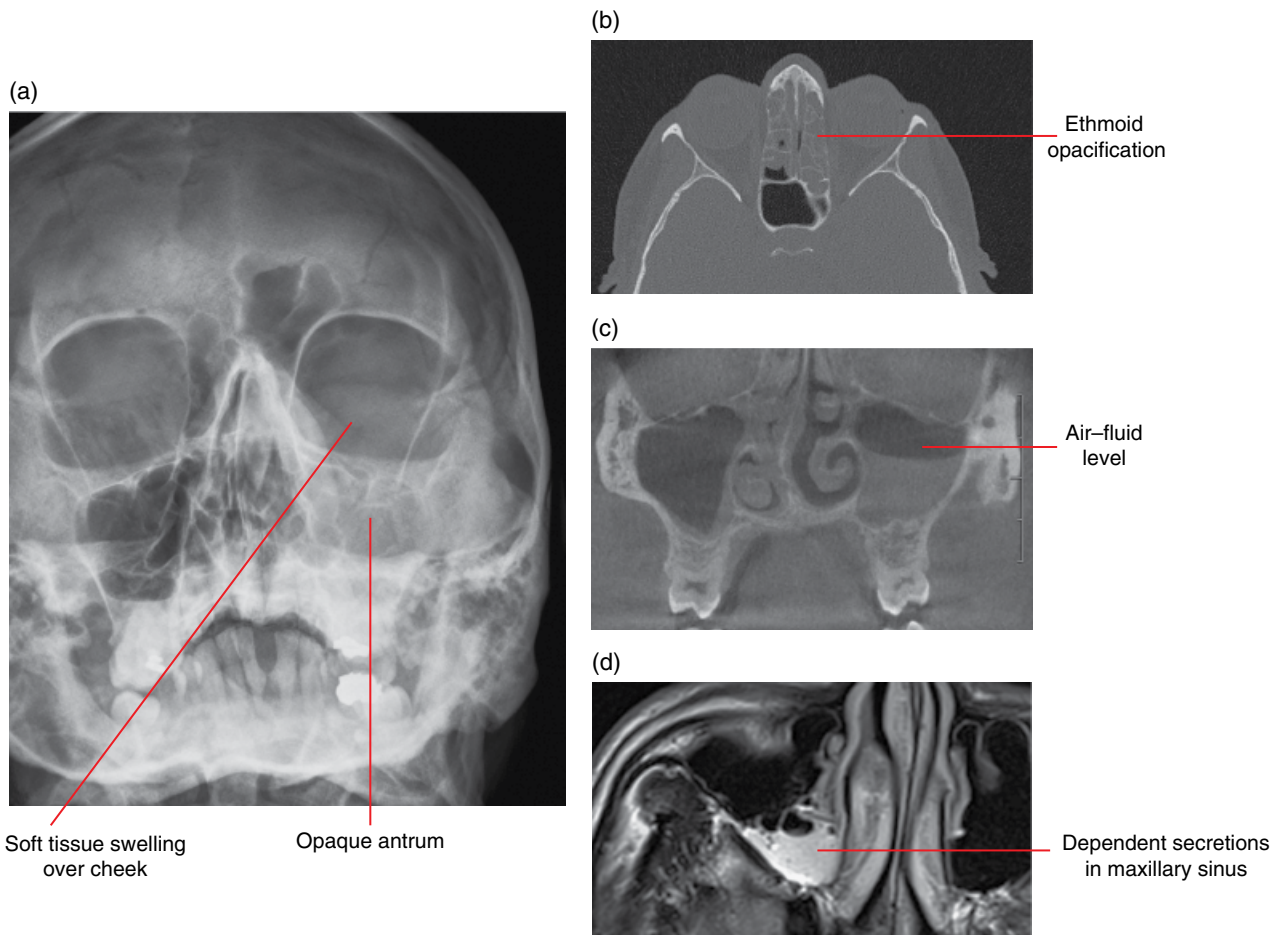 (a)
Soft tissue swelling
over cheek
Opaque antrum
(b)
Ethmoid
opacification
(c)
Air–fluid
level
(d)
Dependent secretions
in maxillary sinus